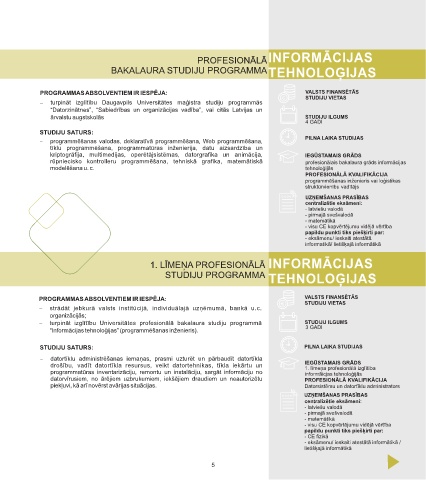 PROFESIONĀLĀ INFORMĀCIJAS
BAKALAURA STUDIJU PROGRAMMA TEHNOLOĢIJAS
PROGRAMMAS ABSOLVENTIEM IR IESPĒJA:
– turpināt izglītību Daugavpils Universitātes maģistra studiju programmās
"Datorzinātnes", "Sabiedrības un organizācijas vadība", vai citās Latvijas un
ārvalstu augstskolās
STUDIJU SATURS:
– programmēšanas valodas, deklaratīvā programmēšana, Web programmēšana,
tīklu programmēšana, programmatūras inženierija, datu aizsardzība un
kriptogrāfija, multimedijas, operētājsistēmas, datorgrafika un animācija,
rūpniecisko kontrolleru programmēšana, tehniskā grafika, matemātiskā
modelēšana u. c.
VALSTS FINANSĒTĀS
STUDIJU VIETAS
STUDIJU ILGUMS
4 GADI
PILNA LAIKA STUDIJAS
IEGŪSTAMAIS GRĀDS
profesionālais bakalaura grāds informācijas
tehnoloģijās
PROFESIONĀLĀ KVALIFIKĀCIJA
programmēšanas inženieris vai loģistikas
struktūrvienību vadītājs
UZŅEMŠANAS PRASĪBAS
centralizētie eksāmeni:
- latviešu valodā
- pirmajā svešvalodā
- matemātikā
- visu CE kopvērtējumu vidējā vērtība
papildu punkti tiks piešķirti par:
- eksāmenu/ ieskaiti atestātā
informātikā/ lietišķajā informātikā
1. LĪMEŅA PROFESIONĀLĀ INFORMĀCIJAS
STUDIJU PROGRAMMA TEHNOLOĢIJAS
PROGRAMMAS ABSOLVENTIEM IR IESPĒJA:
– strādāt jebkurā valsts institūcijā, individuālajā uzņēmumā, bankā u.c.
organizācijās;
– turpināt izglītību Universitātes profesionālā bakalaura studiju programmā
"Informācijas tehnoloģijas" (programmēšanas inženieris).
STUDIJU SATURS:
– datortīklu administrēšanas iemaņas, prasmi uzturēt un pārbaudīt datortīkla
drošību, vadīt datortīkla resursus, veikt datortehnikas, tīkla iekārtu un
programmatūras inventarizāciju, remontu un instalāciju, sargāt informāciju no
datorvīrusiem, no ārējiem uzbrukumiem, iekšējiem draudiem un neautorizētu
piekļuvi, kā arī novērst avārijas situācijas.
VALSTS FINANSĒTĀS
STUDIJU VIETAS
STUDIJU ILGUMS
3 GADI
PILNA LAIKA STUDIJAS
IEGŪSTAMAIS GRĀDS
1. līmeņa profesionālā izglītība
informācijas tehnoloģijās
PROFESIONĀLĀ KVALIFIKĀCIJA
Datorsistēmu un datortīklu administrators
UZŅEMŠANAS PRASĪBAS
centralizētie eksāmeni:
- latviešu valodā
- pirmajā svešvalodā
- matemātikā
- visu CE kopvērtējumu vidējā vērtība
papildu punkti tiks piešķirti par:
- CE fizikā
- eksāmenu/ ieskaiti atestātā informātikā /
lietišķajā informātikā
5